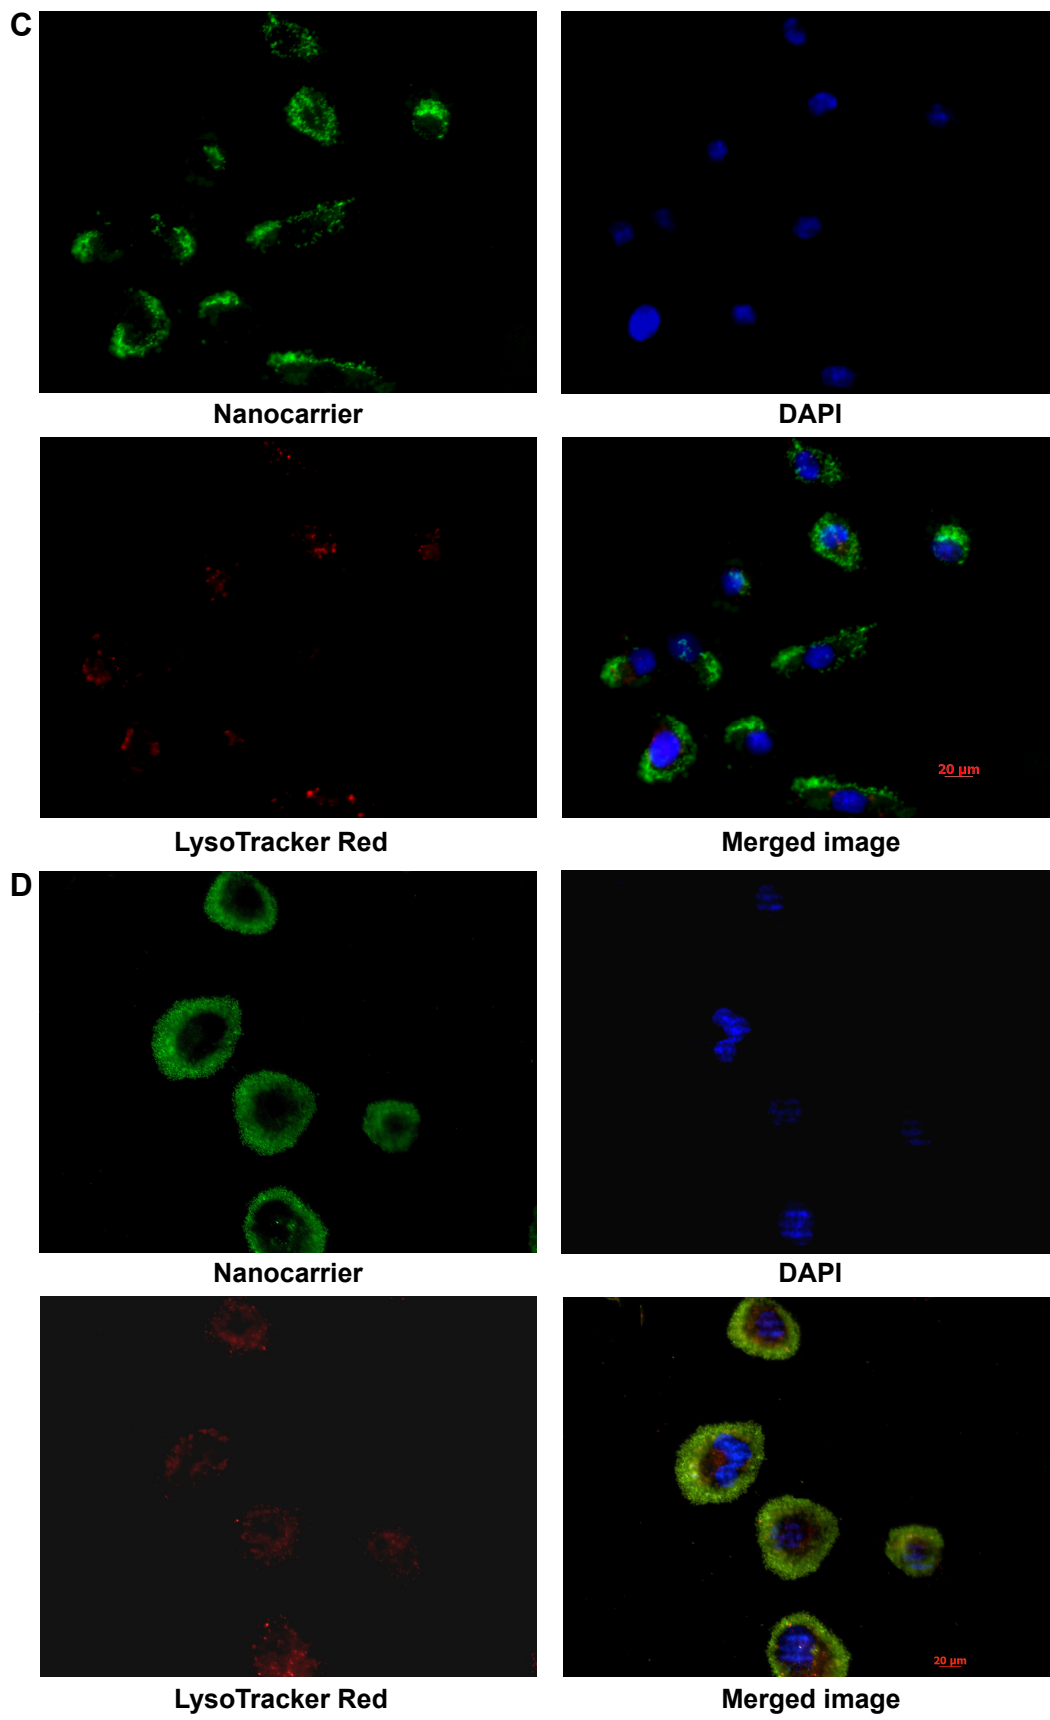 C
Nanocarrier
DAPI
20 µm
LysoTracker Red
Merged image
D
Nanocarrier
DAPI
20 µm
LysoTracker Red
Merged image